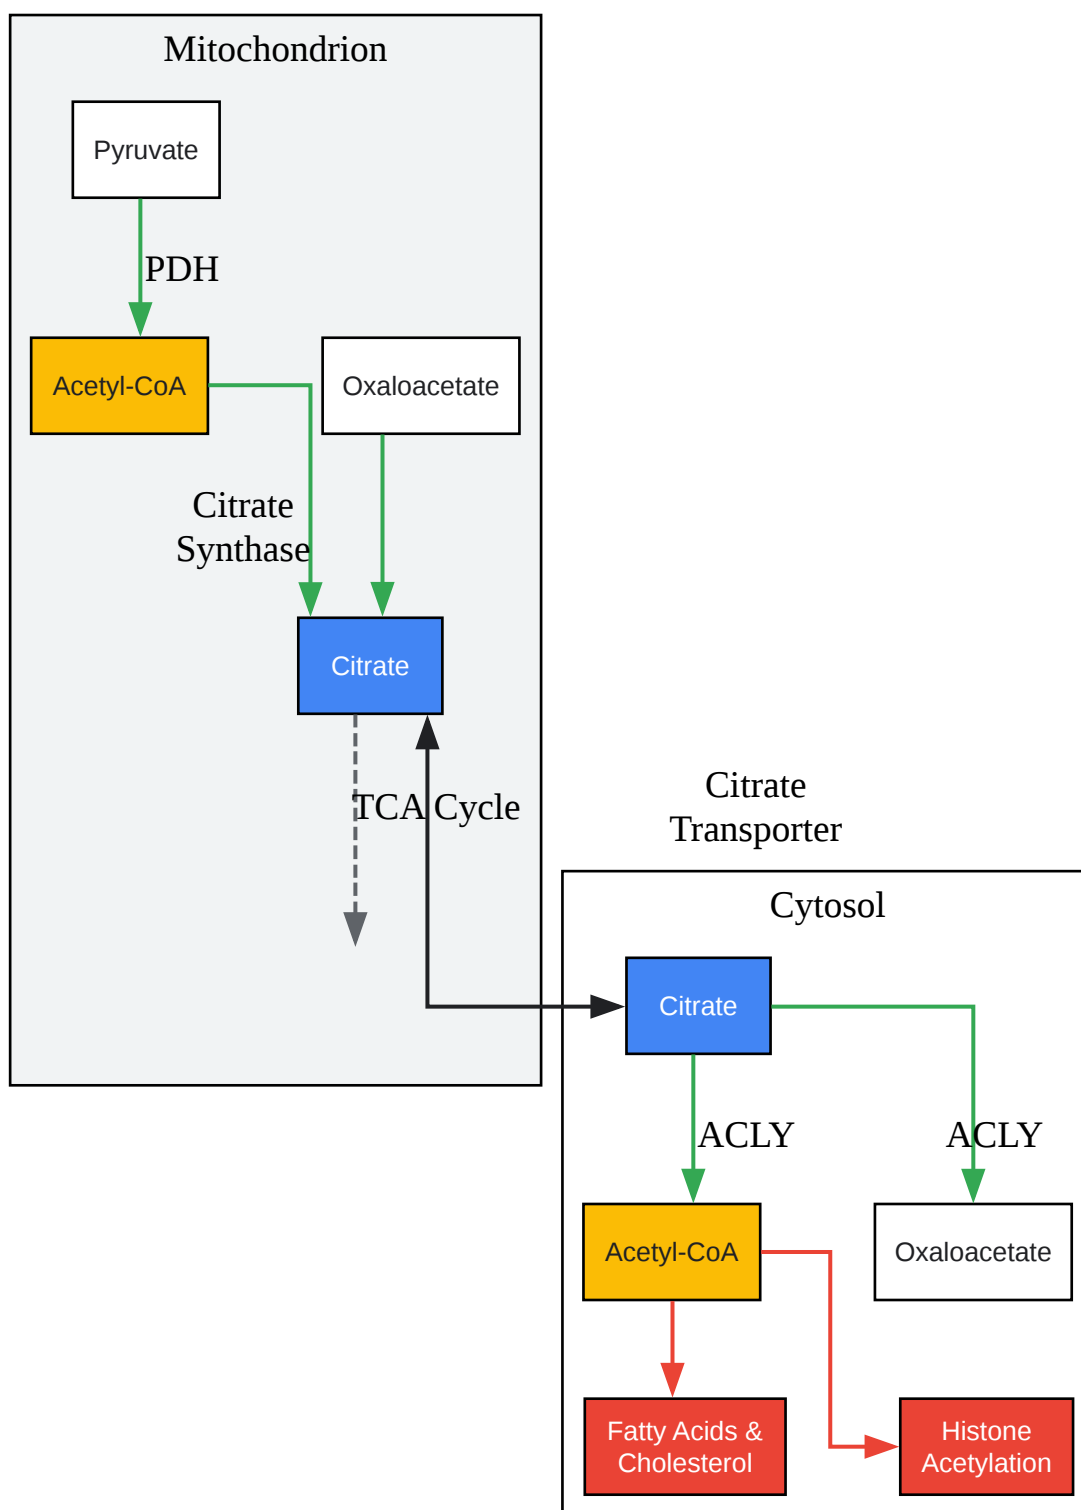 Mitochondrion
Pyruvate
PDH
Acetyl-CoA
Oxaloacetate
Citrate
Synthase
Citrate
TCA Cycle
Citrate
Transporter
Cytosol
Citrate
ACLY
ACLY
Acetyl-CoA
Oxaloacetate
Fatty Acids &
Cholesterol
Histone
Acetylation